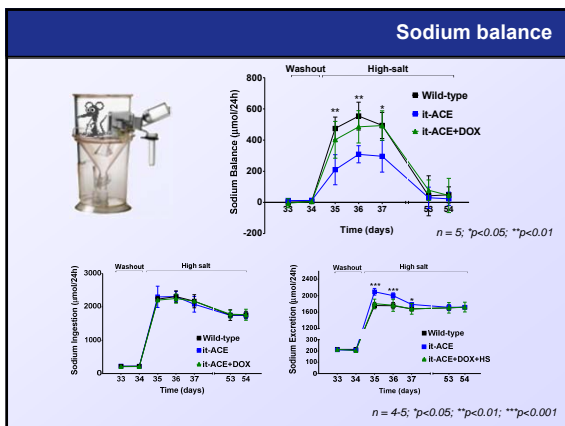 Sodium balance
Washout High-salt
Sodium Balance (μmol/24h)
800
600
400
200
0
-200
** ** *
Wild-type
it-ACE
it-ACE+DOX
33 34 35 36 37 53 54
Time (days)
n = 5; *p<0.05; **p<0.01
Washout High salt
Sodium Ingestion (μmol/24h)
3000
2000
1000
0
Wild-type
it-ACE
it-ACE+DOX
33 34 35 36 37 53 54
Time (days)
Washout High salt
Sodium Excretion (μmol/24h)
2400
2000
1600
1200
300
200
100
0
*** *** *
Wild-type
it-ACE
it-ACE+DOX+HS
33 34 35 36 37 53 54
Time (days)
n = 4-5; *p<0.05; **p<0.01; ***p<0.001